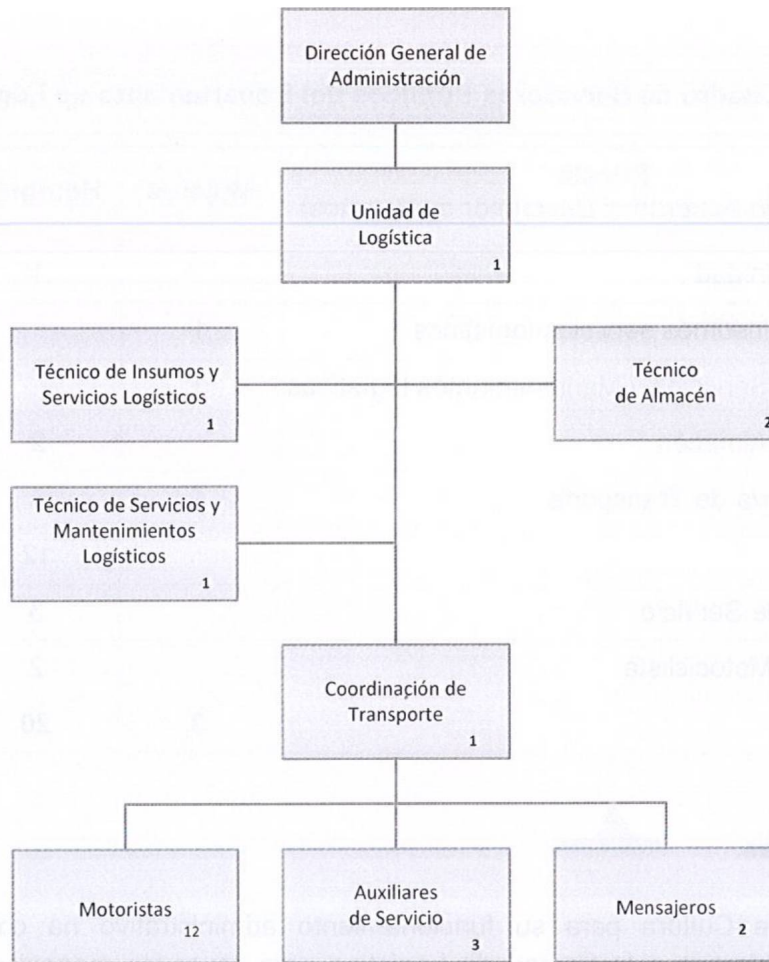 Dirección General de
Administración
Unidad de
Logística
1
Técnico de Insumos y
Servicios Logísticos
1
Técnico
de Almacén
2
Técnico de Servicios y
Mantenimientos
Logísticos
1
Coordinación de
Transporte
1
Motoristas
12
Auxiliares
de Servicio
3
Mensajeros
2